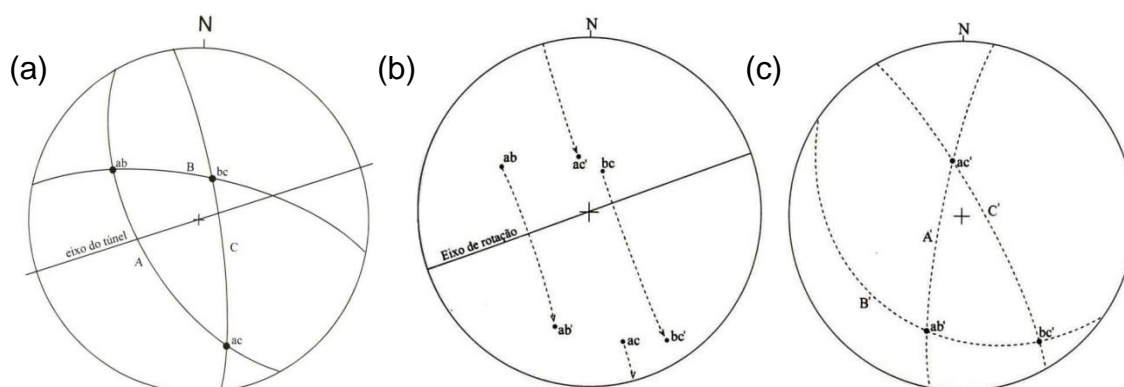 (a)
N
ab
B
bc
eixo do túnel
A
C
ac
(b)
N
ab
ac'
bc
Eixo de rotação
ab'
ac
bc'
(c)
N
ac'
C'
A'
B'
ab'
bc'